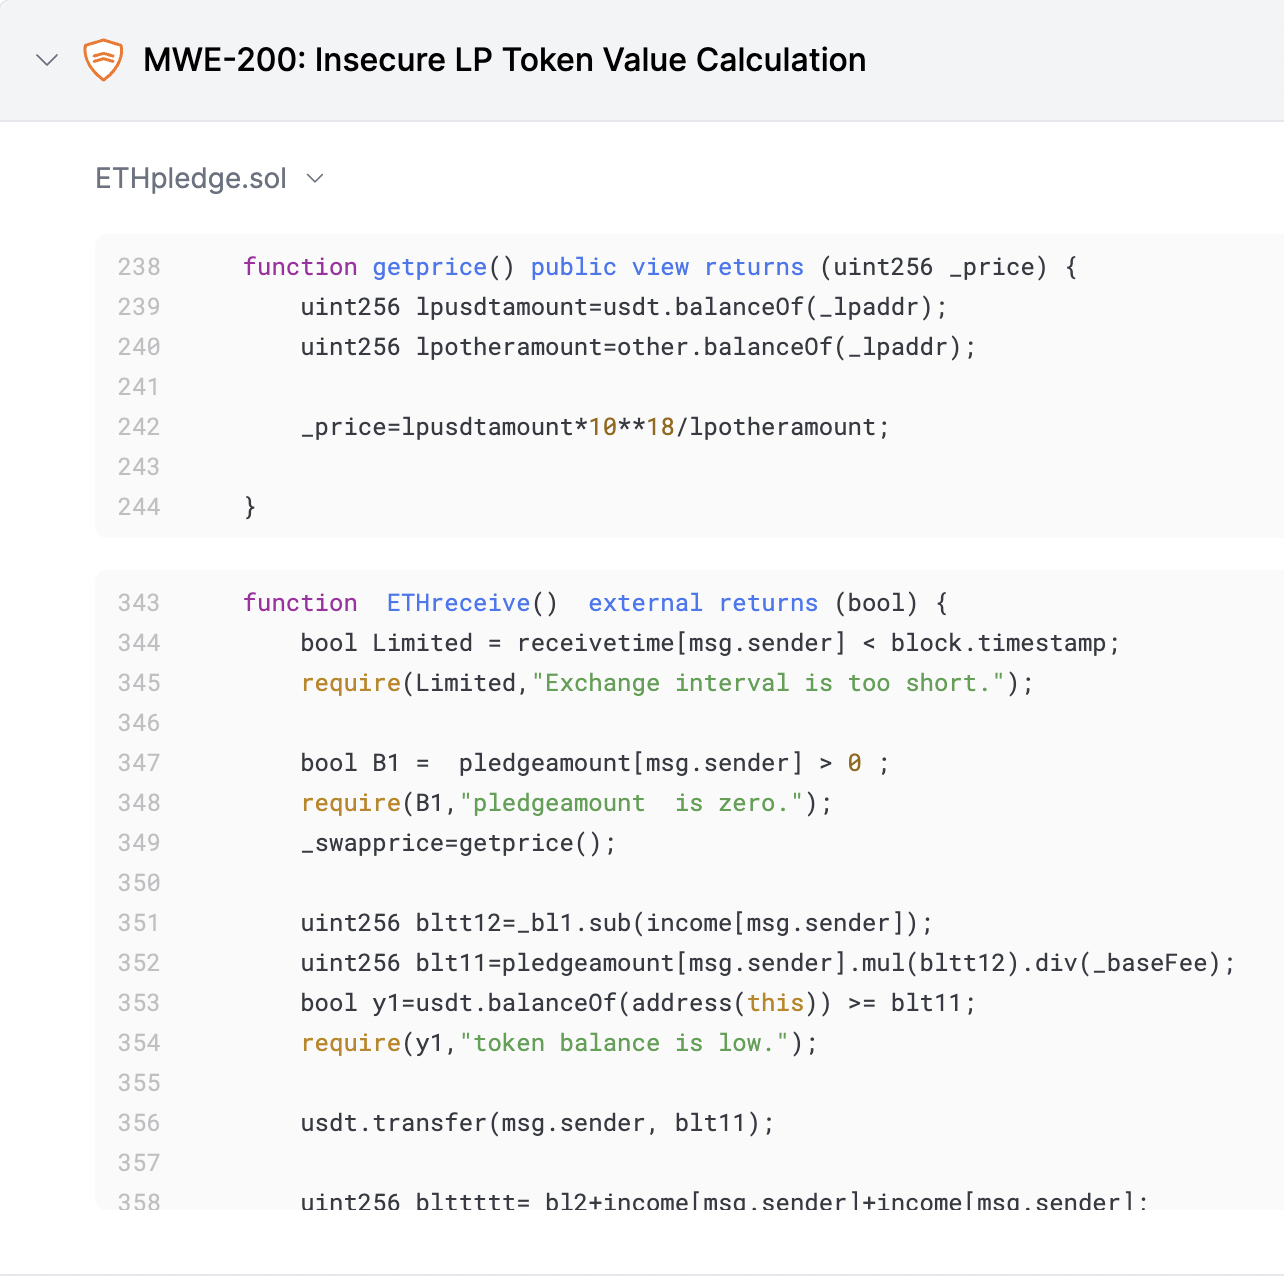 MWE-200: Insecure LP Token Value Calculation
ETHpledge.sol
238 function getprice() public view returns (uint256 _price) {
239 uint256 lpusdtamount=usdt.balanceOf(_lpaddr);
240 uint256 lpotheramount=other.balanceOf(_lpaddr);
241
242 _price=lpusdtamount*10**18/lpotheramount;
243
244 }
343 function  ETHreceive()  external returns (bool) {
344 bool Limited = receivetime[msg.sender] < block.timestamp;
345 require(Limited,"Exchange interval is too short.");
346
347 bool B1 =  pledgeamount[msg.sender] > 0 ;
348 require(B1,"pledgeamount  is zero.");
349 _swapprice=getprice();
350
351 uint256 bltt12=_bl1.sub(income[msg.sender]);
352 uint256 blt11=pledgeamount[msg.sender].mul(bltt12).div(_baseFee);
353 bool y1=usdt.balanceOf(address(this)) >= blt11;
354 require(y1,"token balance is low.");
355
356 usdt.transfer(msg.sender, blt11);
357
358 uint256 blttttt=_bl2+income[msg.sender]+income[msg.sender];